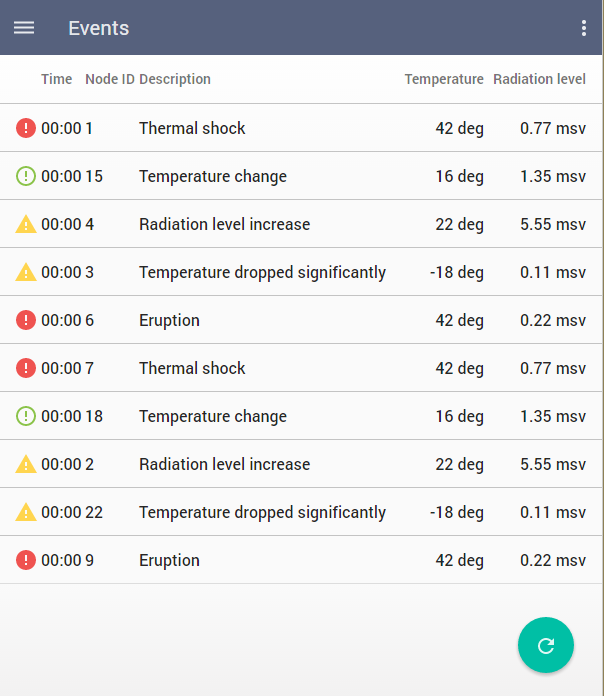 Events
Time Node ID Description Temperature Radiation level
00:00 1 Thermal shock 42 deg 0.77 msv
00:00 15 Temperature change 16 deg 1.35 msv
00:00 4 Radiation level increase 22 deg 5.55 msv
00:00 3 Temperature dropped significantly -18 deg 0.11 msv
00:00 6 Eruption 42 deg 0.22 msv
00:00 7 Thermal shock 42 deg 0.77 msv
00:00 18 Temperature change 16 deg 1.35 msv
00:00 2 Radiation level increase 22 deg 5.55 msv
00:00 22 Temperature dropped significantly -18 deg 0.11 msv
00:00 9 Eruption 42 deg 0.22 msv